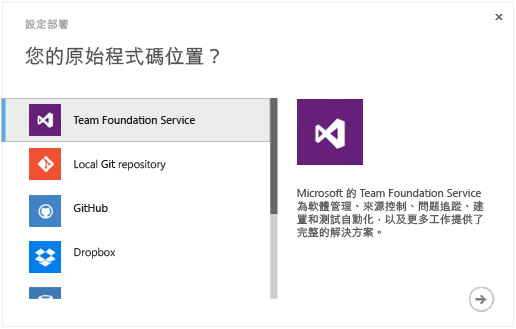 設定部署
您的原始程式碼位置？
Team Foundation Service
Local Git repository
GitHub
Dropbox
Microsoft 的 Team Foundation Service
為軟體管理、來源控制、問題追蹤、建
置和測試自動化，以及更多工作提供了
完整的解決方案。